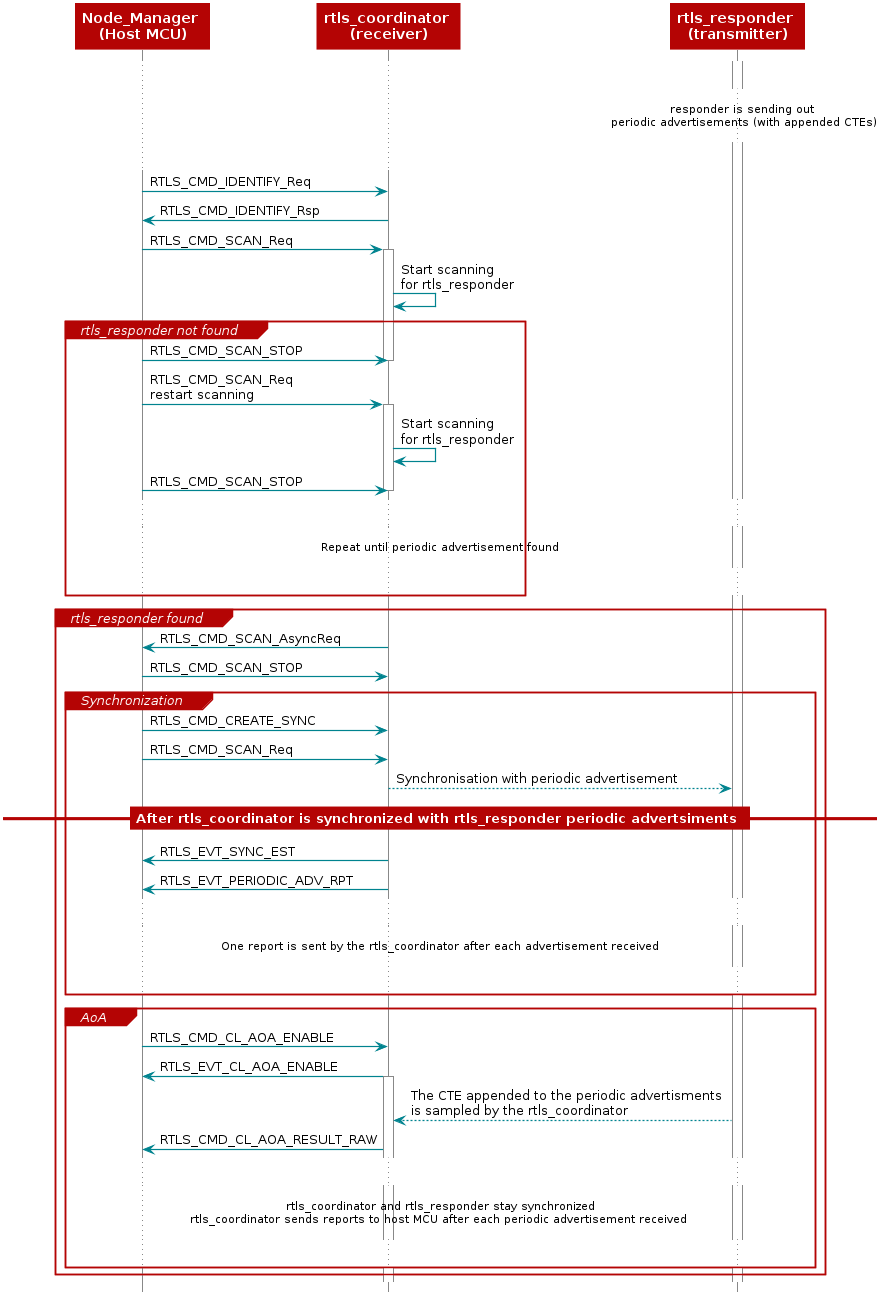 Node_Manager
(Host MCU)
rtls_coordinator
(receiver)
rtls_responder
(transmitter)
responder is sending out
periodic advertisements (with appended CTEs)
RTLS_CMD_IDENTIFY_Req
RTLS_CMD_IDENTIFY_Rsp
RTLS_CMD_SCAN_Req
Start scanning
for rtls_responder
rtls_responder not found
RTLS_CMD_SCAN_STOP
RTLS_CMD_SCAN_Req
restart scanning
Start scanning
for rtls_responder
RTLS_CMD_SCAN_STOP
Repeat until periodic advertisement found
rtls_responder found
RTLS_CMD_SCAN_AsyncReq
RTLS_CMD_SCAN_STOP
Synchronization
RTLS_CMD_CREATE_SYNC
RTLS_CMD_SCAN_Req
Synchronisation with periodic advertisement
After rtls_coordinator is synchronized with rtls_responder periodic advertsiments
RTLS_EVT_SYNC_EST
RTLS_EVT_PERIODIC_ADV_RPT
One report is sent by the rtls_coordinator after each advertisement received
AoA
RTLS_CMD_CL_AOA_ENABLE
RTLS_EVT_CL_AOA_ENABLE
The CTE appended to the periodic advertisments
is sampled by the rtls_coordinator
RTLS_CMD_CL_AOA_RESULT_RAW
rtls_coordinator and rtls_responder stay synchronized
rtls_coordinator sends reports to host MCU after each periodic advertisement received